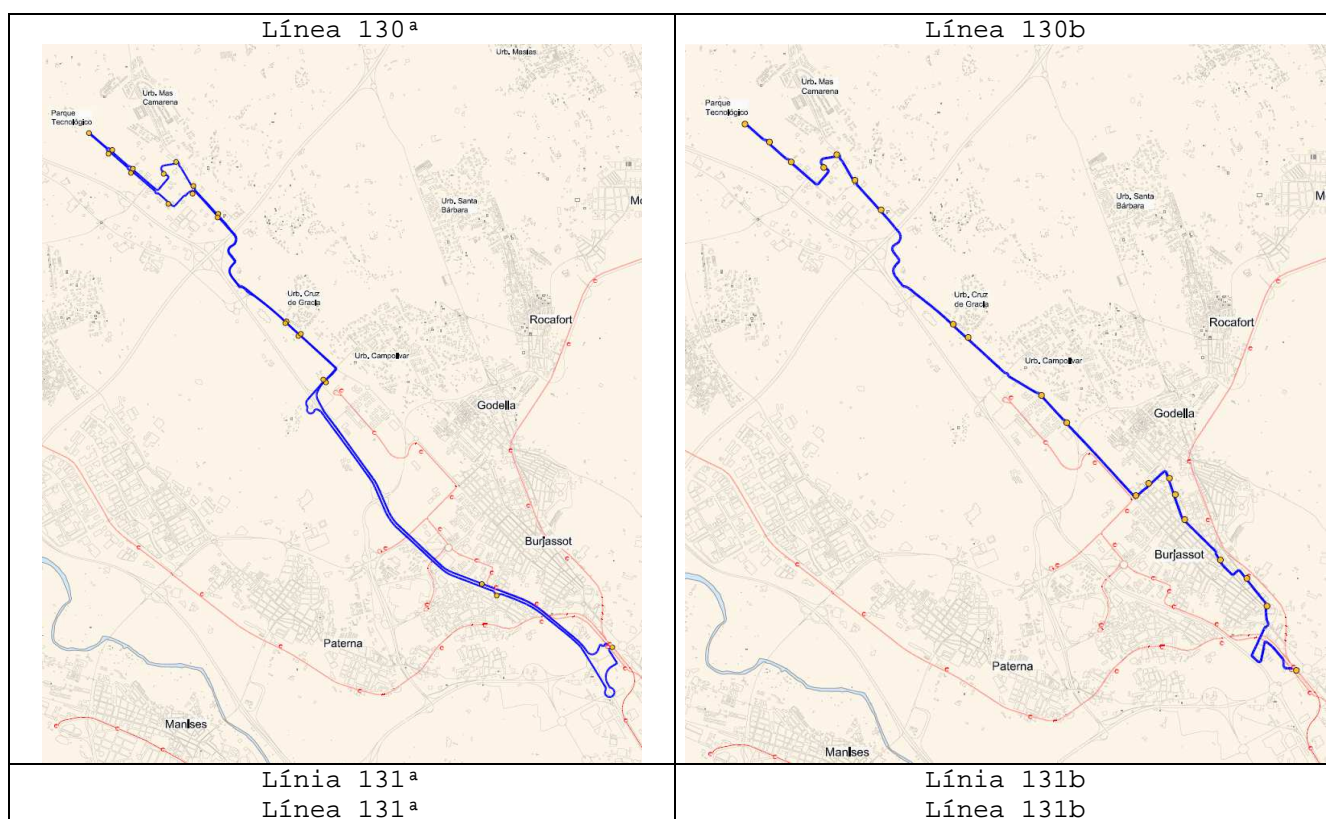 Línea 130ª
Urb. Masías
Urb. Mas
Camarena
Parque
Tecnológico
Urb. Santa
Bárbara
Mo
Urb. Cruz
de Gracia
Rocafort
Urb. Campolivar
Godella
Burjassot
Paterna
Manises
Línea 130b
Urb. Mas
Camarena
Parque
Tecnológico
Urb. Santa
Bárbara
M
Urb. Cruz
de Gracia
Rocafort
Urb. Campolivar
Godella
Burjassot
Paterna
Manises
Línia 131ª
Línea 131ª
Línia 131b
Línea 131b